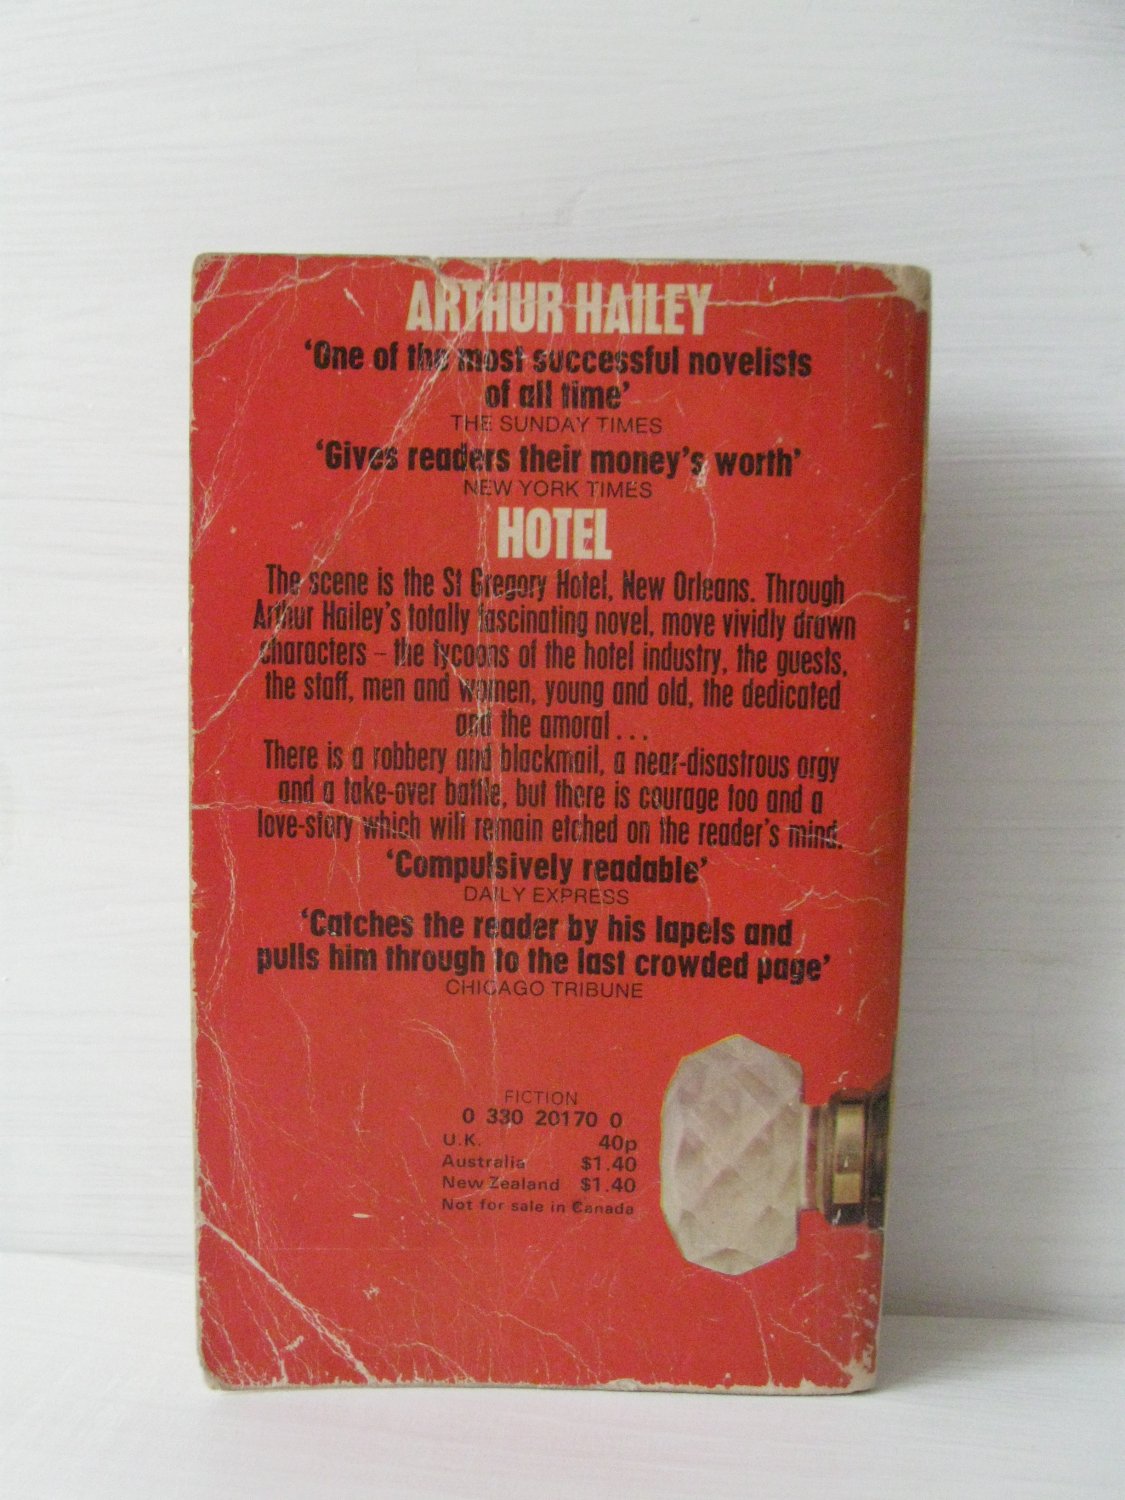 ARTHUR HAILEY
‘One of the most successful novelists
of all time’
THE SUNDAY TIMES
‘Gives readers their money’s worth’
NEW YORK TIMES
HOTEL
The scene is the St Gregory Hotel, New Orleans. Through
Arthur Hailey’s totally fascinating novel, move vividly drawn
characters – the tycoons of the hotel industry, the guests,
the staff, men and women, young and old, the dedicated
and the amoral . . .
There is a robbery and blackmail, a near-disastrous orgy
and a take-over battle, but there is courage too and a
love-story which will remain etched on the reader’s mind.
‘Compulsively readable’
DAILY EXPRESS
‘Catches the reader by his lapels and
pulls him through to the last crowded page’
CHICAGO TRIBUNE
FICTION
0 330 20170 0
U.K. 40p
Australia $1.40
New Zealand $1.40
Not for sale in Canada